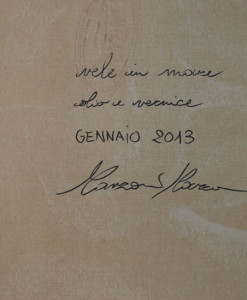 vele in mare
olio e vernice
GENNAIO 2013